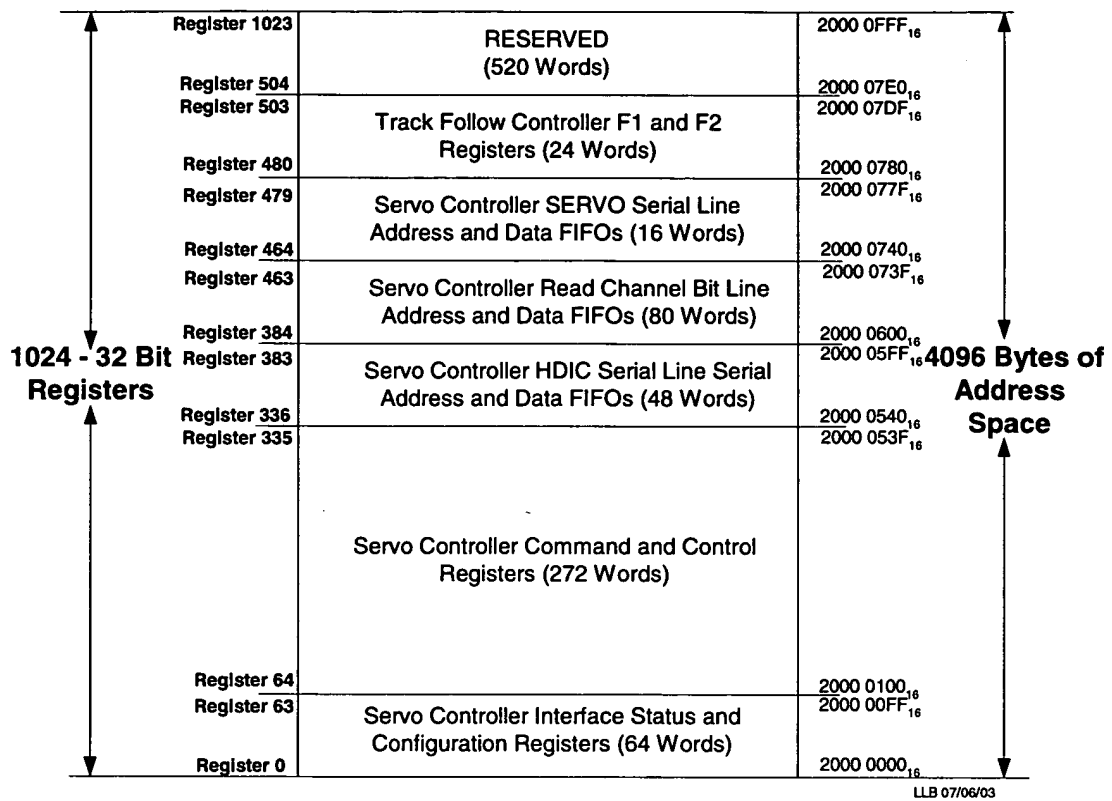 Register 1023
RESERVED
(520 Words)
2000 0FFF16
Register 504
2000 07E016
Register 503
2000 07DF16
Track Follow Controller F1 and F2
Registers (24 Words)
Register 480
2000 078016
Register 479
2000 077F16
Servo Controller SERVO Serial Line
Address and Data FIFOs (16 Words)
Register 464
2000 074016
Register 463
2000 073F16
Servo Controller Read Channel Bit Line
Address and Data FIFOs (80 Words)
Register 384
2000 060016
1024 - 32 Bit
Registers
Register 383
2000 05FF16
4096 Bytes of
Address
Space
Servo Controller HDIC Serial Line Serial
Address and Data FIFOs (48 Words)
Register 336
2000 054016
Register 335
2000 053F16
Servo Controller Command and Control
Registers (272 Words)
Register 64
2000 010016
Register 63
2000 00FF16
Servo Controller Interface Status and
Configuration Registers (64 Words)
Register 0
2000 000016
LLB 07/06/03